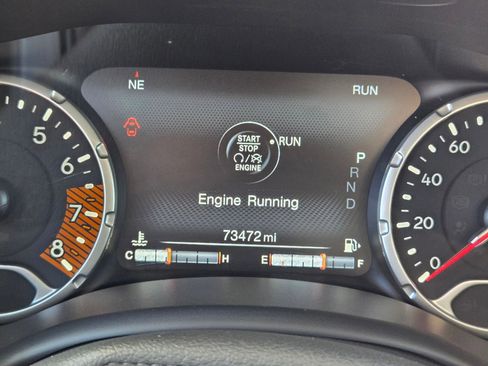 NE RUN
START
STOP
ENGINE
RUN
P
R
N
D
Engine Running
73472 mi
C H E F
5
6
7
8
60
40
20
0